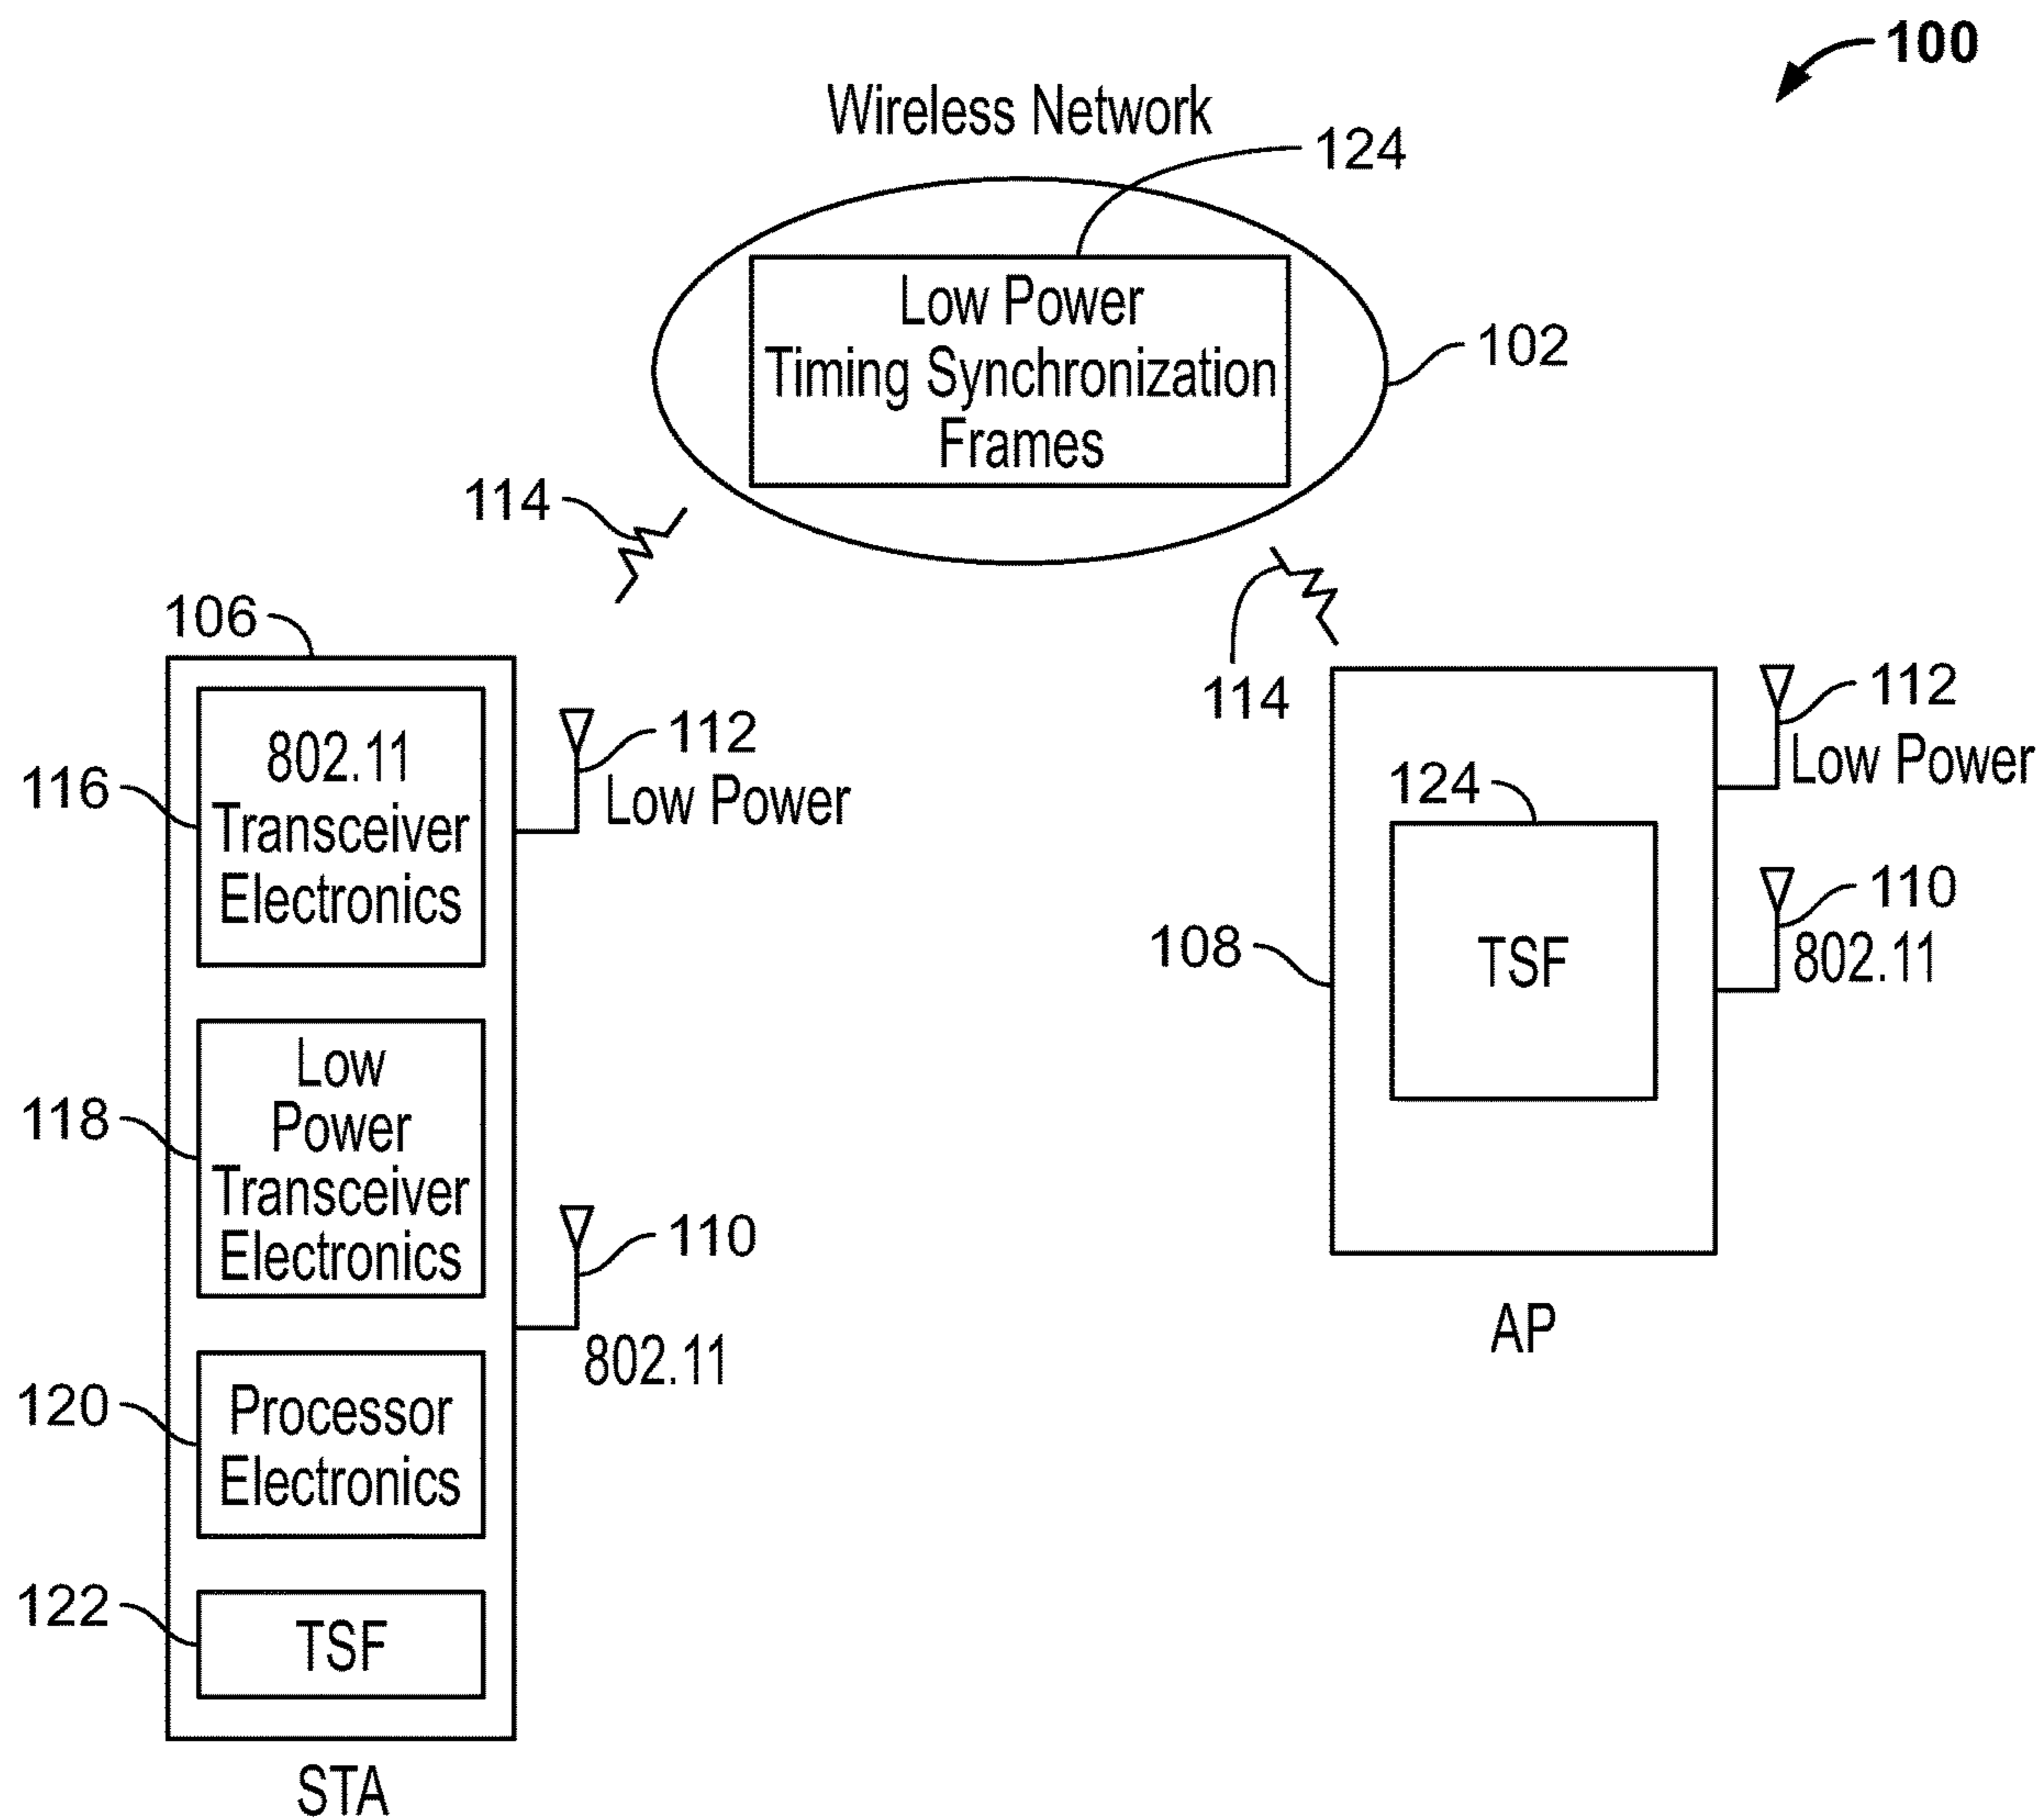 100
Wireless Network
124
Low Power
Timing Synchronization
Frames
102
114
114
106
802.11
Transceiver
Electronics
116
112
Low Power
Low
Power
Transceiver
Electronics
118
110
802.11
Processor
Electronics
120
TSF
122
STA
112
Low Power
124
TSF
108
110
802.11
AP